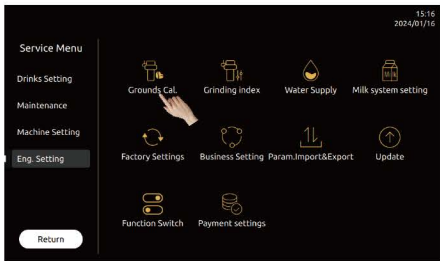 15:16
2024/01/16
Service Menu
Drinks Setting
Maintenance
Machine Setting
Eng. Setting
Return
Grounds Cal.
Grinding index
Water Supply
Milk system setting
Factory Settings
Business Setting
Param.Import&Export
Update
Function Switch
Payment settings